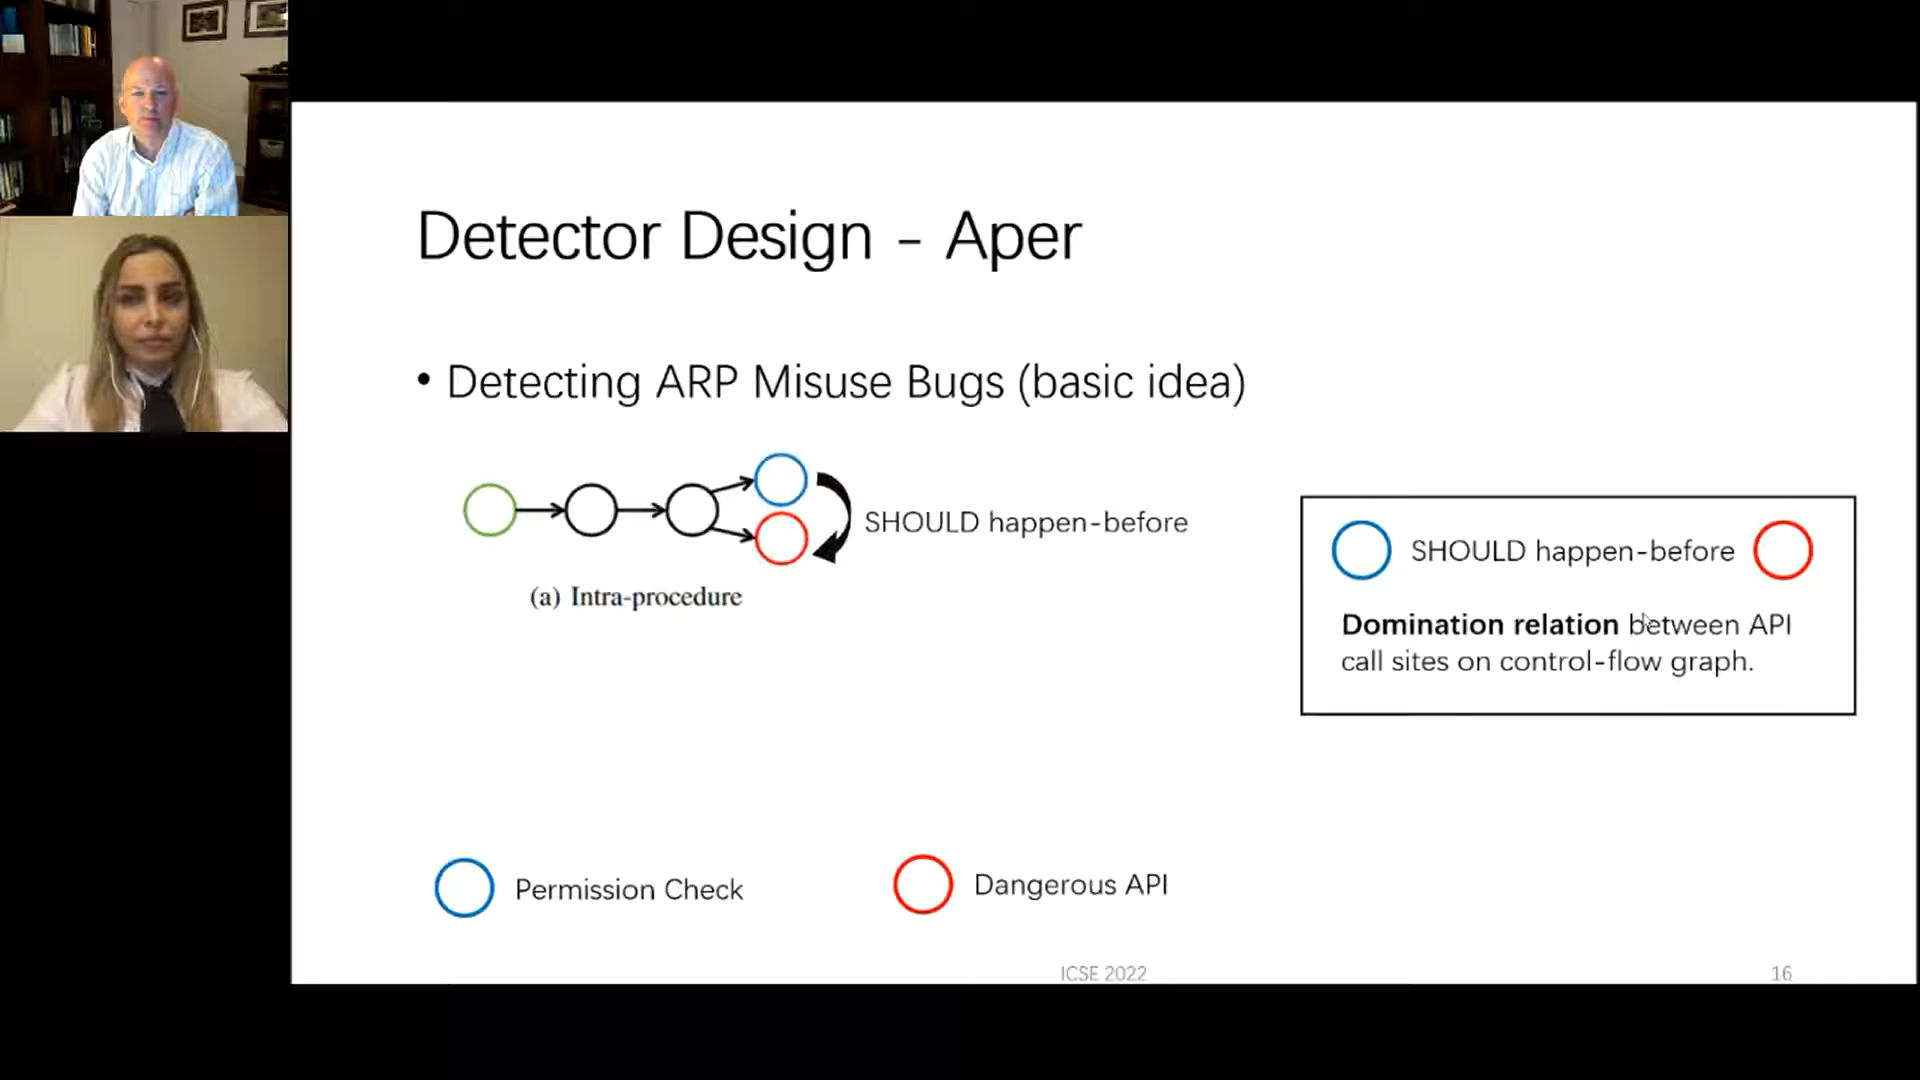 Detector Design - Aper
• Detecting ARP Misuse Bugs (basic idea)
SHOULD happen-before
(a) Intra-procedure
SHOULD happen-before
Domination relation between API
call sites on control-flow graph.
Permission Check
Dangerous API
ICSE 2022
16